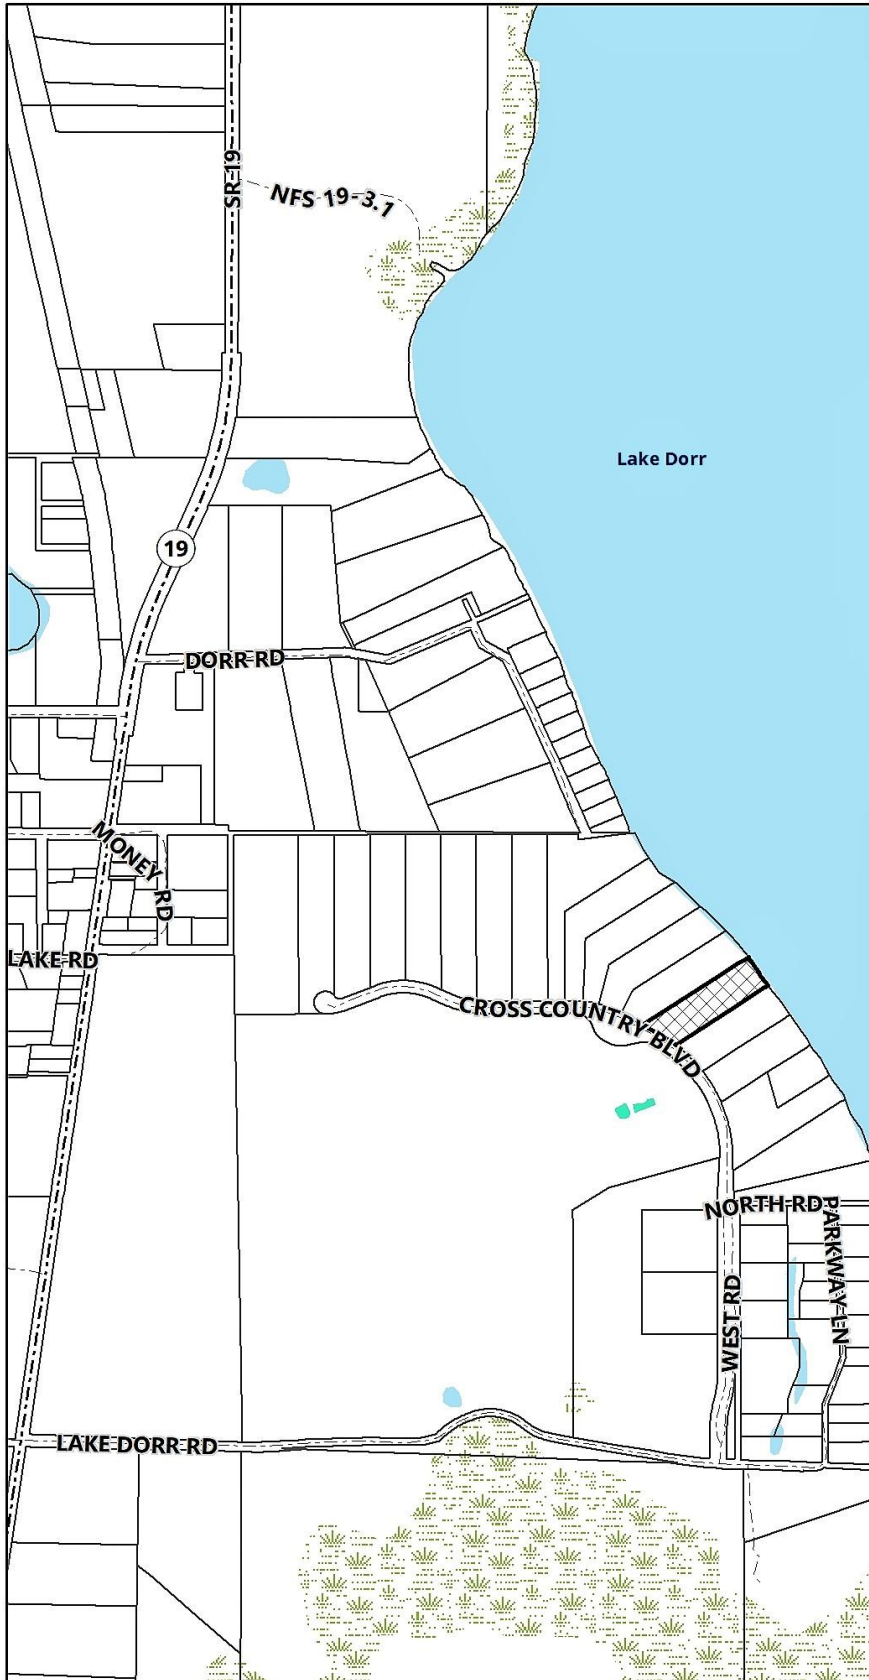 SR 19
NFS 19-3.1
Lake Dorr
19
DORR RD
MONEY RD
LAKE RD
CROSS COUNTRY BLVD
NORTH RD
PARKWAY LN
WEST RD
LAKE DORR RD